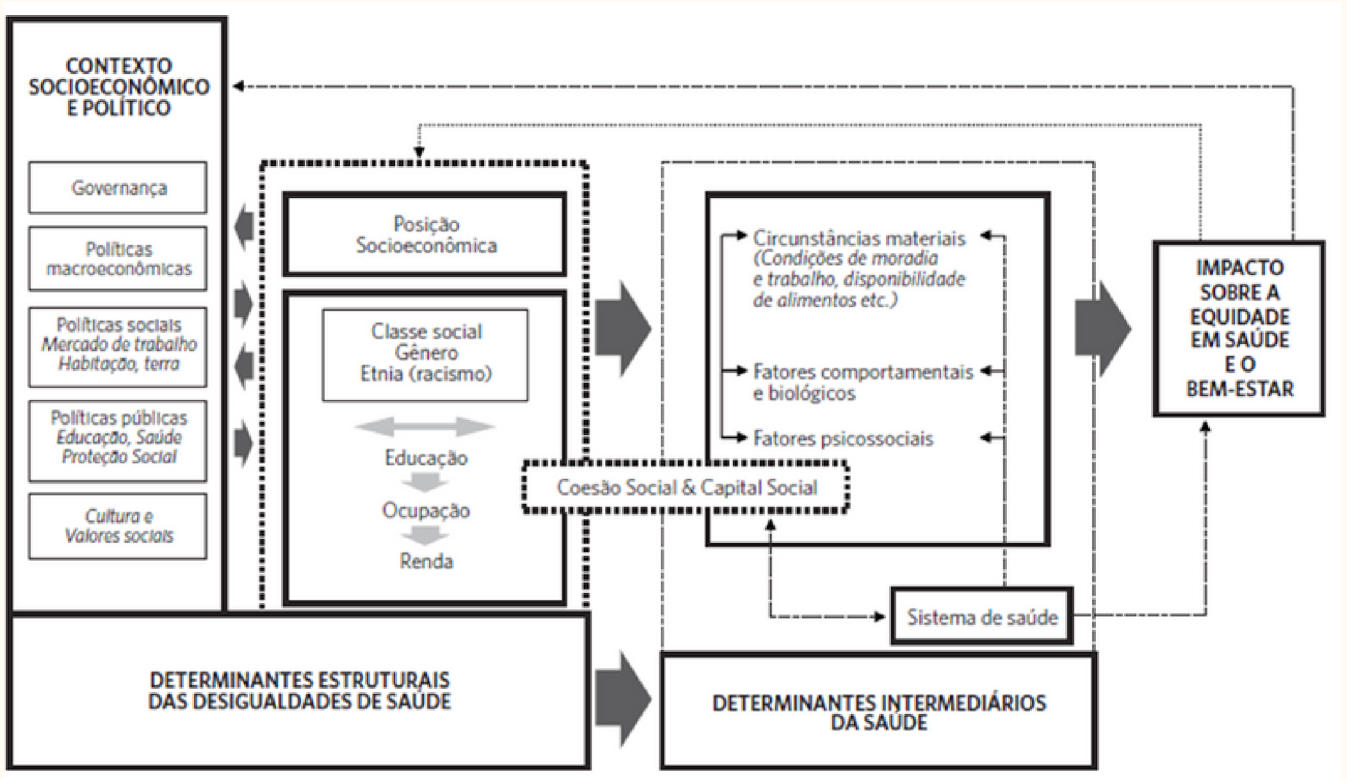 CONTEXTO
SOCIOECONÔMICO
E POLÍTICO
Governança
Políticas
macroeconômicas
Políticas sociais
Mercado de trabalho
Habitação, terra
Políticas públicas
Educação, Saúde
Proteção Social
Cultura e
Valores sociais
Posição
Socioeconômica
Classe social
Gênero
Etnia (racismo)
Educação
Ocupação
Renda
Coesão Social & Capital Social
Circunstâncias materiais
(Condições de moradia
e trabalho, disponibilidade
de alimentos etc.)
Fatores comportamentais
e biológicos
Fatores psicossociais
Sistema de saúde
IMPACTO
SOBRE A
EQUIDADE
EM SAÚDE
E O
BEM-ESTAR
DETERMINANTES ESTRUTURAIS
DAS DESIGUALDADES DE SAÚDE
DETERMINANTES INTERMEDIÁRIOS
DA SAÚDE